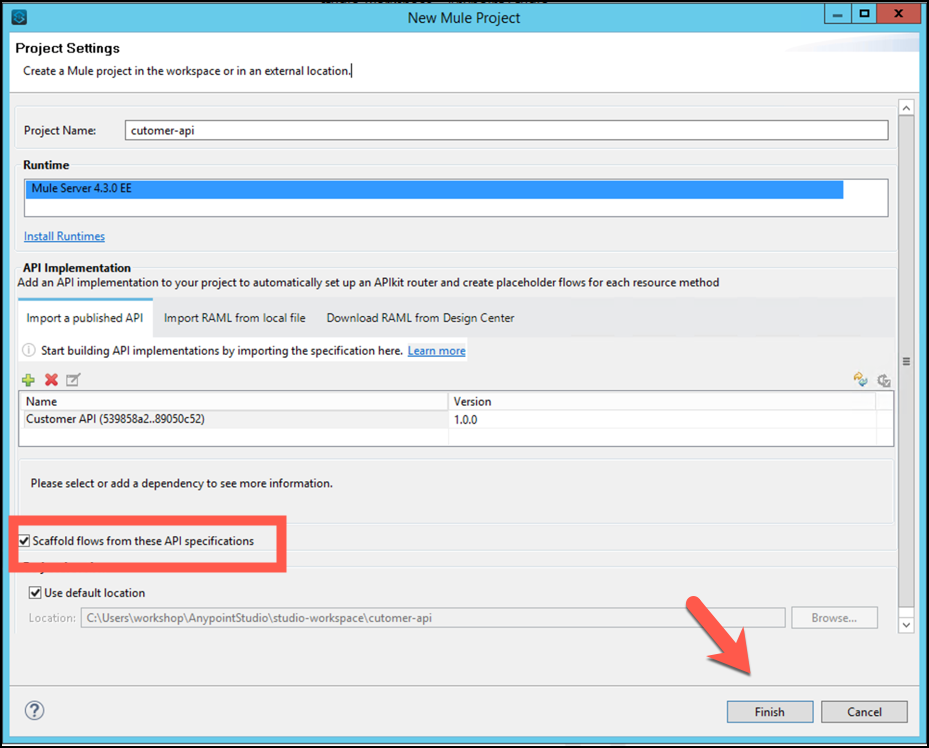 New Mule Project
Project Settings
Create a Mule project in the workspace or in an external location.
Project Name: cutomer-api
Runtime
Mule Server 4.3.0 EE
Install Runtimes
API Implementation
Add an API implementation to your project to automatically set up an APIkit router and create placeholder flows for each resource method
Import a published API Import RAML from local file Download RAML from Design Center
Start building API implementations by importing the specification here. Learn more
Name Version
Customer API (539858a2..89050c52) 1.0.0
Please select or add a dependency to see more information.
Scaffold flows from these API specifications
Use default location
Location: C:\Users\workshop\AnypointStudio\studio-workspace\cutomer-api Browse...
? Finish Cancel